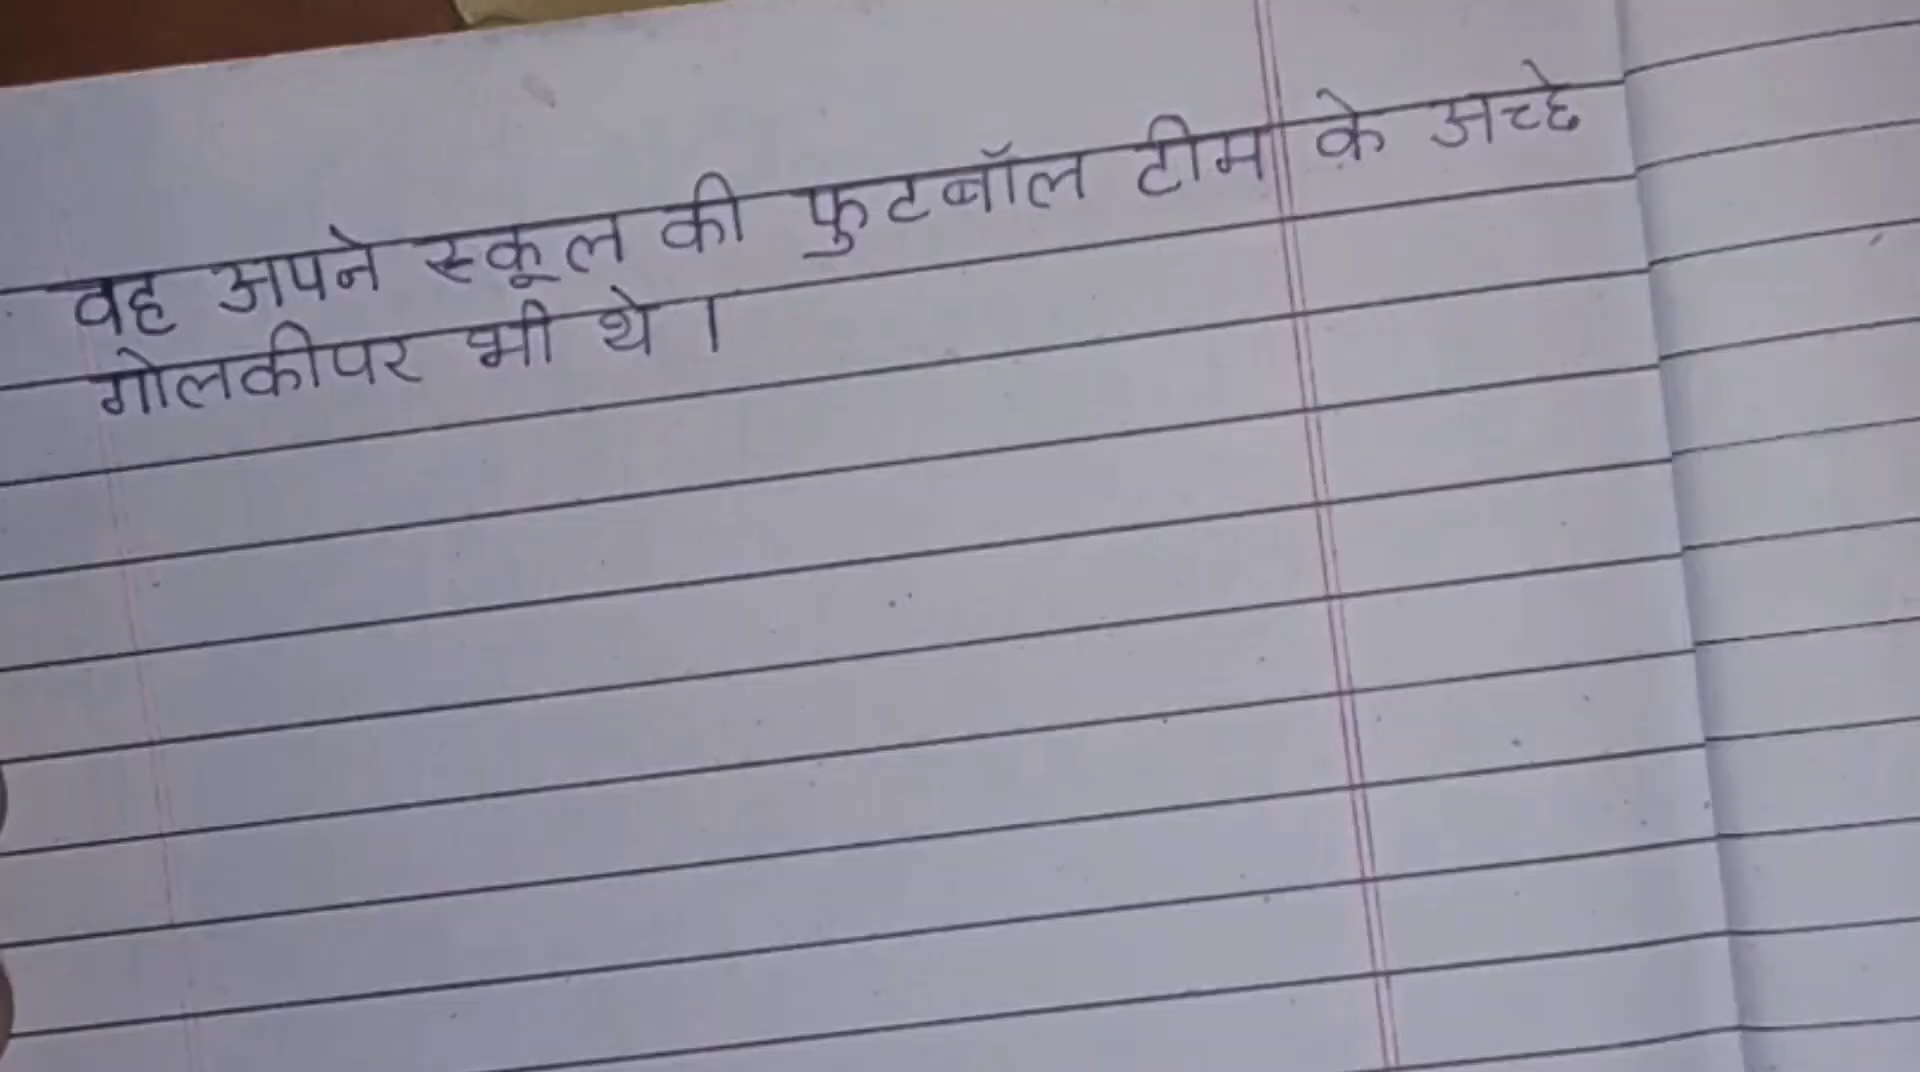 वह अपने स्कूल की फुटबॉल टीम के अच्छे
गोलकीपर भी थे ।